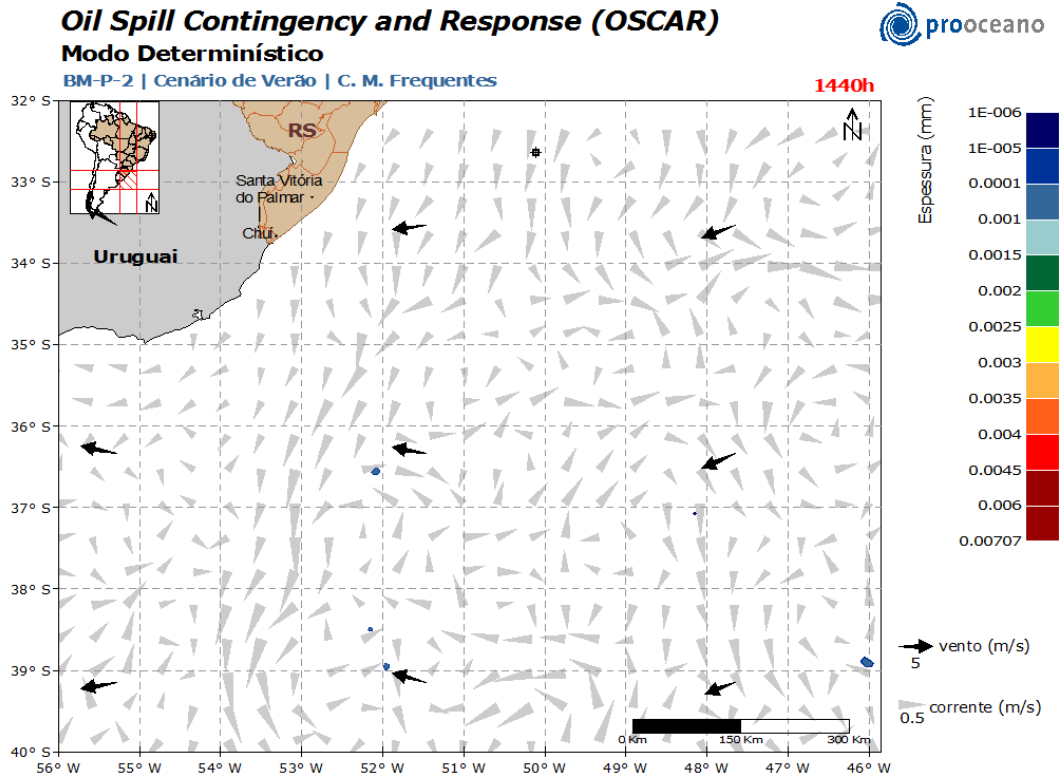 Oil Spill Contingency and Response (OSCAR)
Modo Determinístico
BM-P-2 | Cenário de Verão | C. M. Frequentes
1440h
prooceano
32° S
33° S
34° S
35° S
36° S
37° S
38° S
39° S
40° S
56° W
55° W
54° W
53° W
52° W
51° W
50° W
49° W
48° W
47° W
46° W
RS
Santa Vitória
do Palmar
Chuí
Uruguai
N
N
0 Km
150 Km
300 Km
Espessura (mm)
1E-006
1E-005
0.0001
0.001
0.0015
0.002
0.0025
0.003
0.0035
0.004
0.0045
0.006
0.00707
vento (m/s)
5
corrente (m/s)
0.5